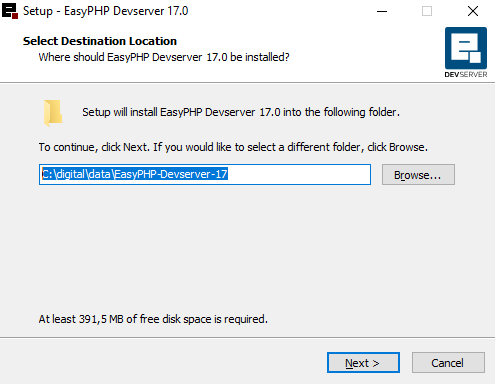 Setup - EasyPHP Devserver 17.0
Select Destination Location
Where should EasyPHP Devserver 17.0 be installed?
DEVSERVER
Setup will install EasyPHP Devserver 17.0 into the following folder.
To continue, click Next. If you would like to select a different folder, click Browse.
C:\digital\data\EasyPHP-Devserver-17
Browse...
At least 391,5 MB of free disk space is required.
Next >
Cancel